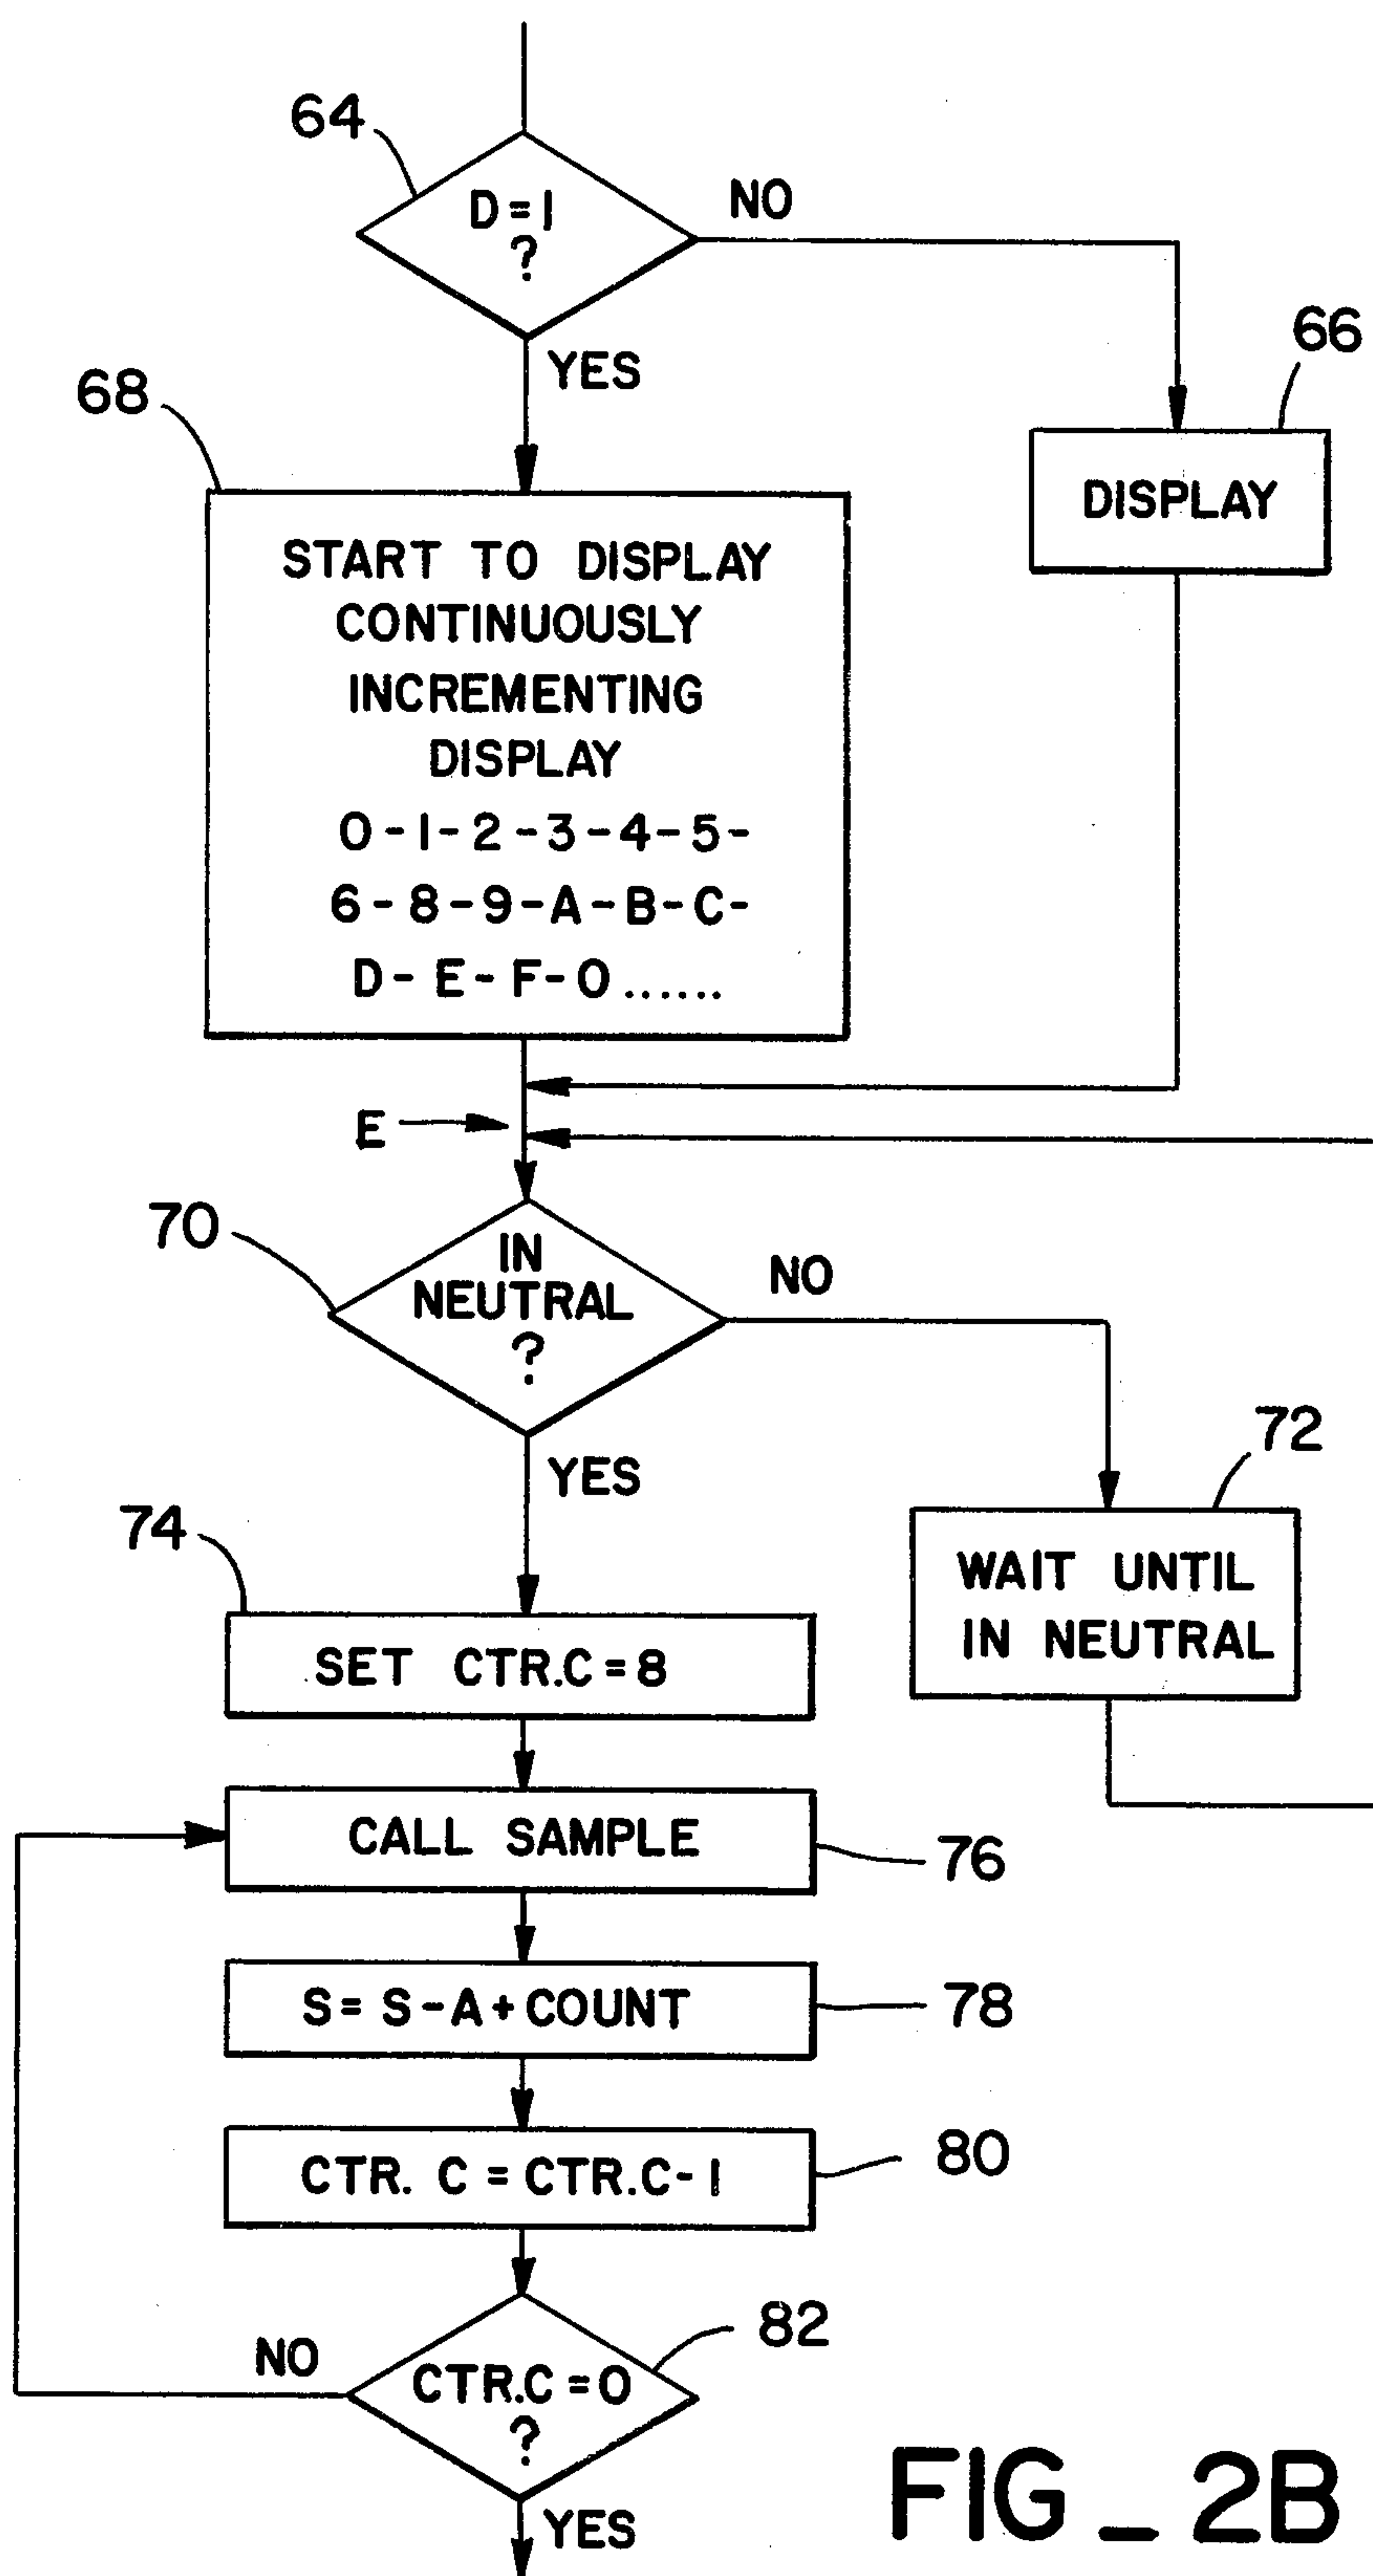 64
D=1
?
NO
YES
66
DISPLAY
68
START TO DISPLAY
CONTINUOUSLY
INCREMENTING
DISPLAY
0-1-2-3-4-5-
6-8-9-A-B-C-
D-E-F-0......
E
70
IN
NEUTRAL
?
NO
YES
72
WAIT UNTIL
IN NEUTRAL
74
SET CTR.C=8
CALL SAMPLE
76
S=S-A+COUNT
78
CTR. C=CTR.C-1
80
82
NO
CTR.C=0
?
YES
FIG_2B